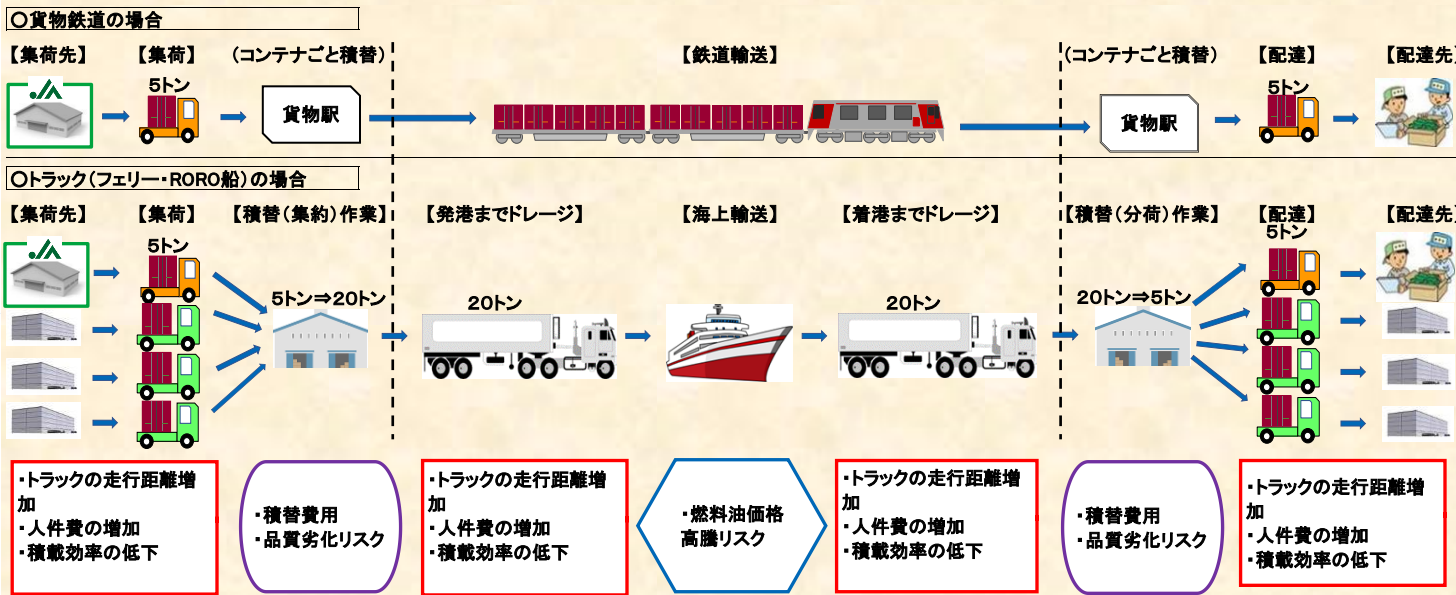 ○貨物鉄道の場合
【集荷先】 【集荷】 (コンテナごと積替) 【鉄道輸送】 (コンテナごと積替) 【配達】 【配達先】
JA 5トン 5トン
貨物駅 貨物駅
○トラック(フェリー・RORO船)の場合
【集荷先】 【集荷】 【積替(集約)作業】 【発港までドレージ】 【海上輸送】 【着港までドレージ】 【積替(分荷)作業】 【配達】 【配達先】
JA 5トン 5トン
5トン⇒20トン 20トン 20トン 20トン⇒5トン
・トラックの走行距離増
加
・人件費の増加
・積載効率の低下
・積替費用
・品質劣化リスク
・トラックの走行距離増
加
・人件費の増加
・積載効率の低下
・燃料油価格
高騰リスク
・トラックの走行距離増
加
・人件費の増加
・積載効率の低下
・積替費用
・品質劣化リスク
・トラックの走行距離増
加
・人件費の増加
・積載効率の低下